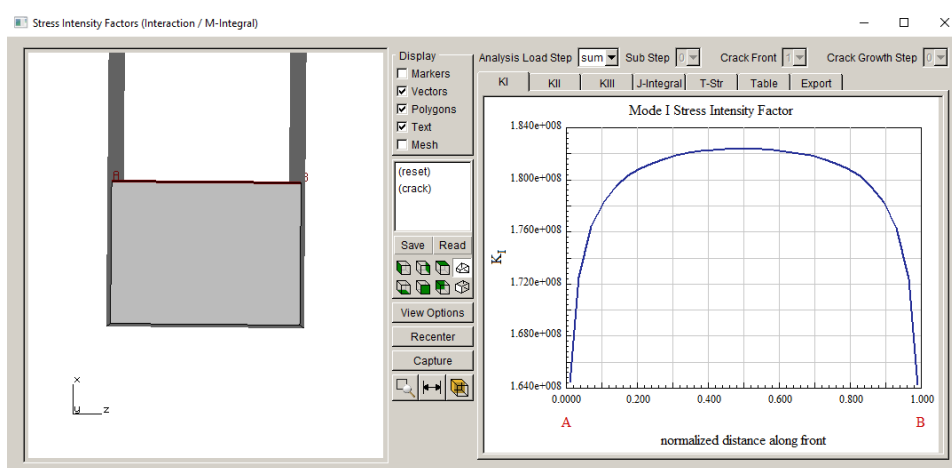 Stress Intensity Factors (Interaction / M-Integral)
Display
Markers
Vectors
Polygons
Text
Mesh
(reset)
(crack)
Save Read
View Options
Recenter
Capture
A B
x
y z
Analysis Load Step sum Sub Step 0 Crack Front 1 Crack Growth Step 0
KI KII KIII J-Integral T-Str Table Export
Mode I Stress Intensity Factor
1.840e+008
1.800e+008
1.760e+008
KI
1.720e+008
1.680e+008
1.640e+008
0.0000 0.200 0.400 0.600 0.800 1.000
A B
normalized distance along front